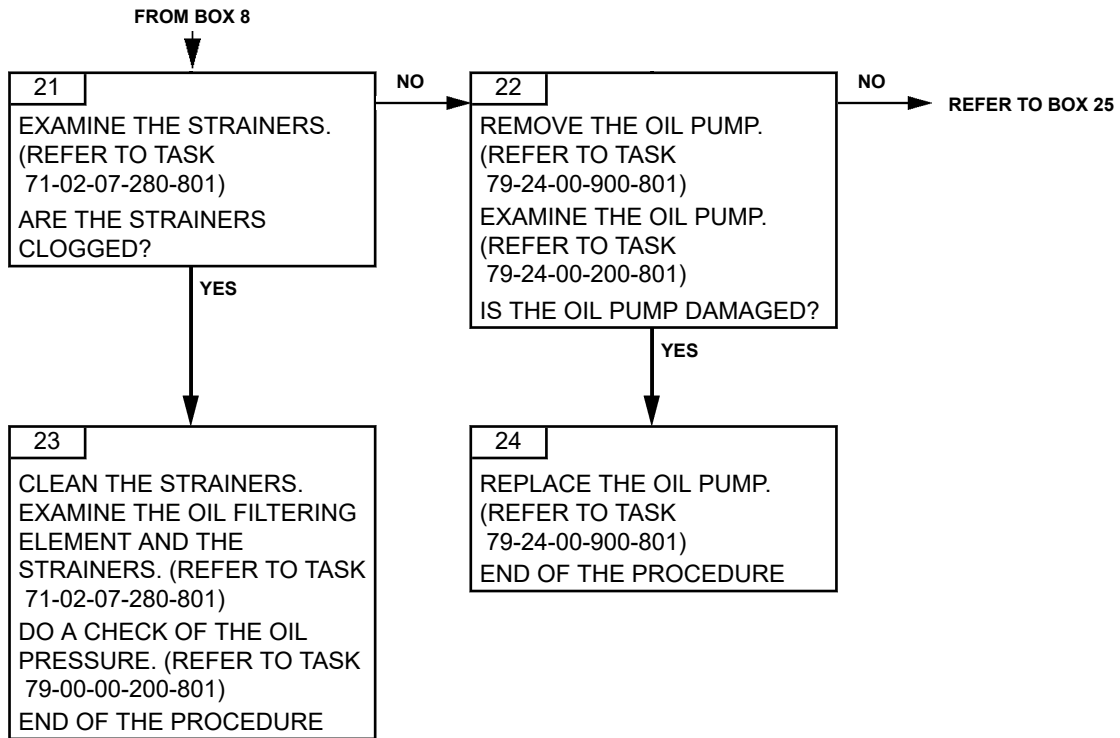 FROM BOX 8
21
EXAMINE THE STRAINERS.
(REFER TO TASK
71-02-07-280-801)
ARE THE STRAINERS
CLOGGED?
NO
22
REMOVE THE OIL PUMP.
(REFER TO TASK
79-24-00-900-801)
EXAMINE THE OIL PUMP.
(REFER TO TASK
79-24-00-200-801)
IS THE OIL PUMP DAMAGED?
NO
REFER TO BOX 25
YES
YES
23
CLEAN THE STRAINERS.
EXAMINE THE OIL FILTERING
ELEMENT AND THE
STRAINERS. (REFER TO TASK
71-02-07-280-801)
DO A CHECK OF THE OIL
PRESSURE. (REFER TO TASK
79-00-00-200-801)
END OF THE PROCEDURE
24
REPLACE THE OIL PUMP.
(REFER TO TASK
79-24-00-900-801)
END OF THE PROCEDURE